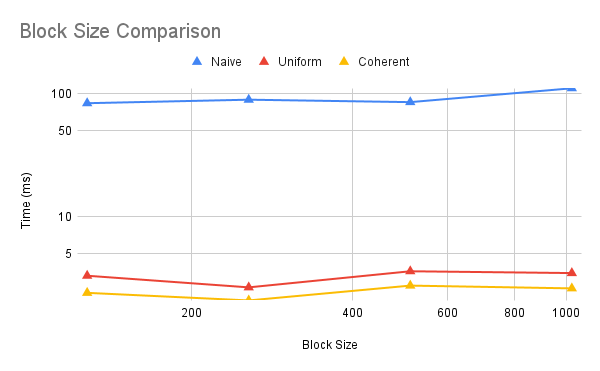 Block Size Comparison
Naive Uniform Coherent
100
50
10
5
Time (ms)
200 400 600 800 1000
Block Size